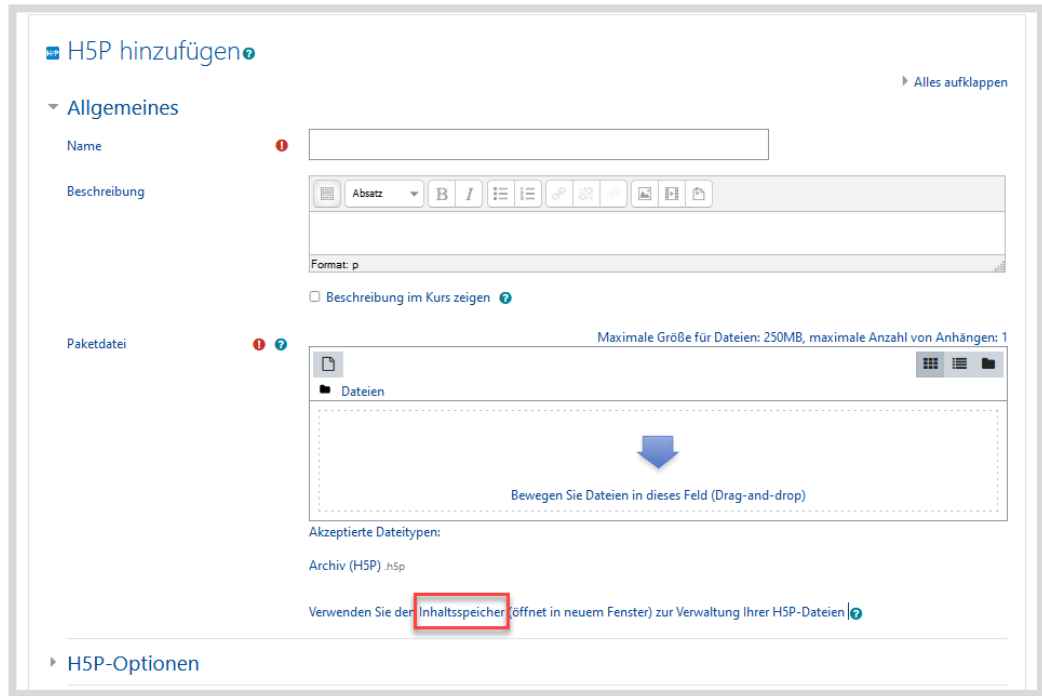 H-P H5P hinzufügen
Alles aufklappen
Allgemeines
Name
Beschreibung
Absatz B I
Format: p
Beschreibung im Kurs zeigen
Paketdatei
Maximale Größe für Dateien: 250MB, maximale Anzahl von Anhängen: 1
Dateien
Bewegen Sie Dateien in dieses Feld (Drag-and-drop)
Akzeptierte Dateitypen:
Archiv (H5P) .h5p
Verwenden Sie den Inhaltsspeicher (öffnet in neuem Fenster) zur Verwaltung Ihrer H5P-Dateien
H5P-Optionen